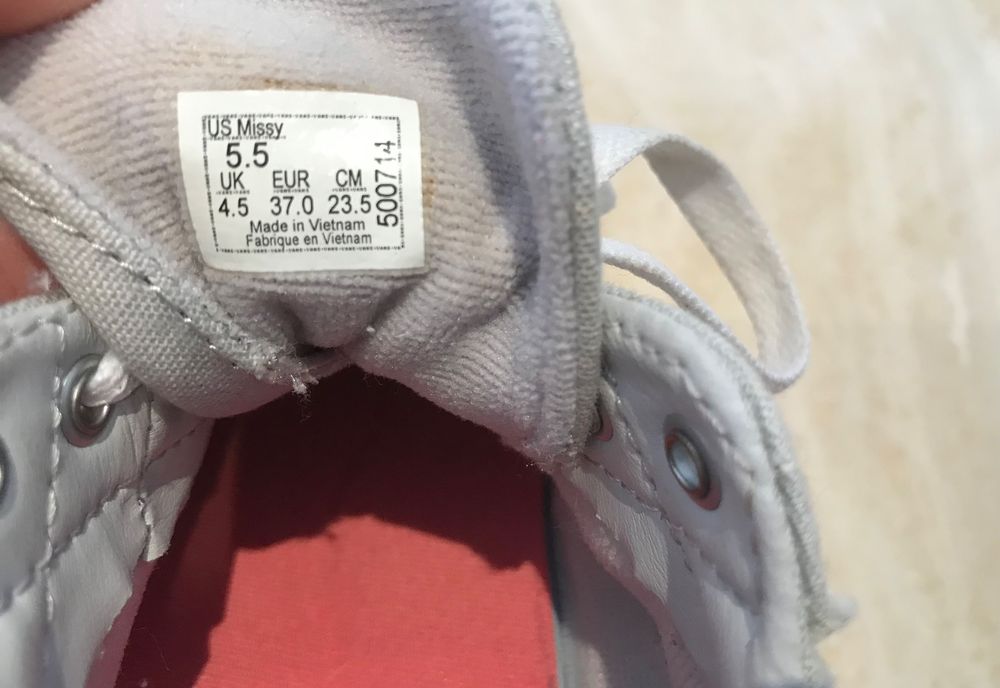 US Missy
5.5
UK EUR CM
4.5 37.0 23.5
Made in Vietnam
Fabrique en Vietnam
500714